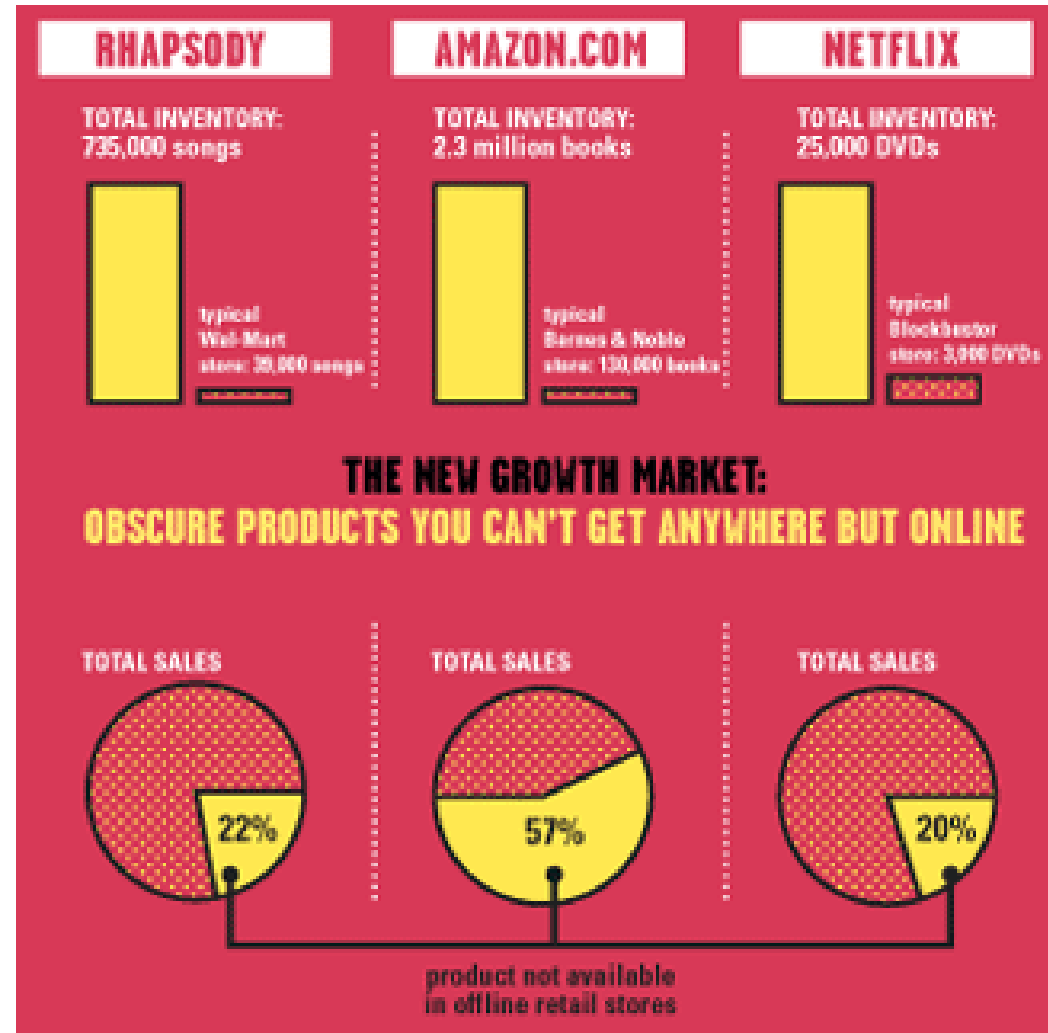 RHAPSODY
TOTAL INVENTORY:
735,000 songs
typical
Wal-Mart
store: 39,000 songs
AMAZON.COM
TOTAL INVENTORY:
2.3 million books
typical
Barnes & Noble
store: 130,000 books
NETFLIX
TOTAL INVENTORY:
25,000 DVDs
typical
Blockbuster
store: 3,000 DVDs
THE NEW GROWTH MARKET:
OBSCURE PRODUCTS YOU CAN'T GET ANYWHERE BUT ONLINE
TOTAL SALES
22%
TOTAL SALES
57%
TOTAL SALES
20%
product not available
in offline retail stores